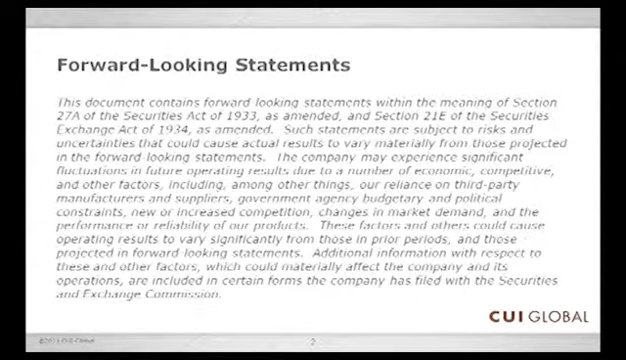 Forward-Looking Statements
This document contains forward looking statements within the meaning of Section
27A of the Securities Act of 1933, as amended, and Section 21E of the Securities
Exchange Act of 1934, as amended.  Such statements are subject to risks and
uncertainties that could cause actual results to vary materially from those projected
in the forward-looking statements.  The company may experience significant
fluctuations in future operating results due to a number of economic, competitive,
and other factors, including, among other things, our reliance on third-party
manufacturers and suppliers, government agency budgetary and political
constraints, new or increased competition, changes in market demand, and the
performance or reliability of our products.  These factors and others could cause
operating results to vary significantly from those in prior periods, and those
projected in forward looking statements.  Additional information with respect to
these and other factors, which could materially affect the company and its
operations, are included in certain forms the company has filed with the Securities
and Exchange Commission.
CUI GLOBAL
CUI Global
2